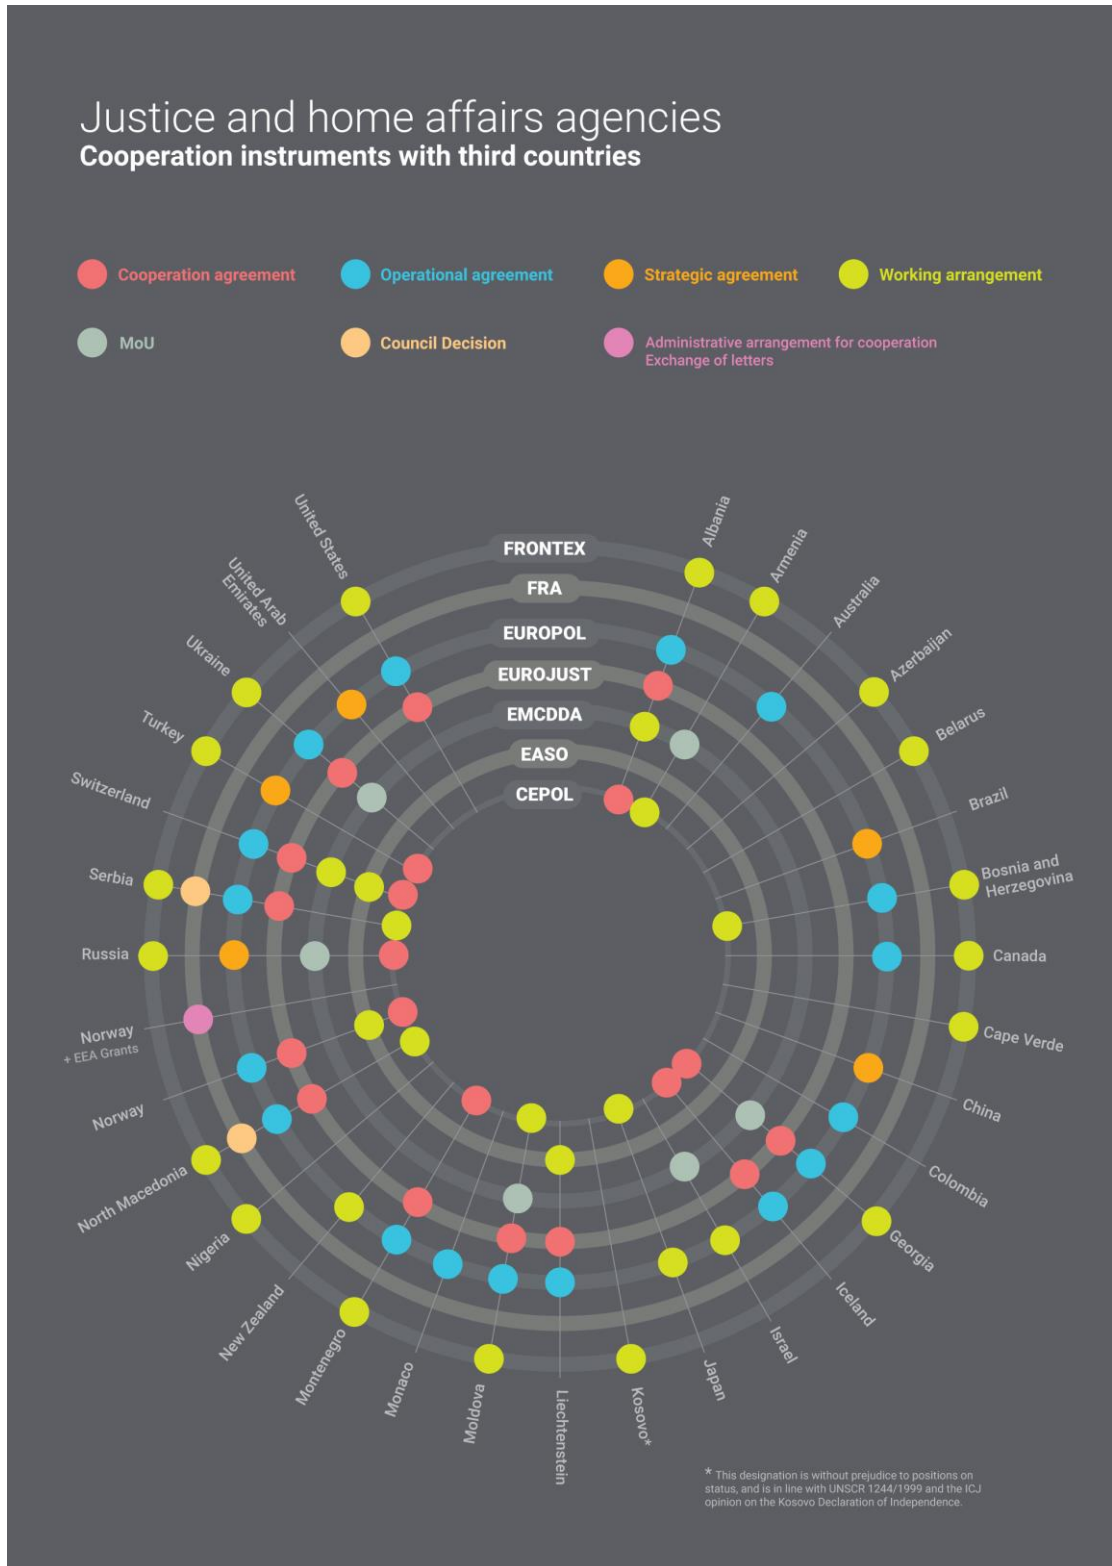 Justice and home affairs agencies
Cooperation instruments with third countries
Cooperation agreement
Operational agreement
Strategic agreement
Working arrangement
MoU
Council Decision
Administrative arrangement for cooperation
Exchange of letters
FRONTEX
FRA
EUROPOL
EUROJUST
EMCDDA
EASO
CEPOL
Albania
Armenia
Australia
Azerbaijan
Belarus
Brazil
Bosnia and
Herzegovina
Canada
Cape Verde
China
Colombia
Georgia
Iceland
Israel
Japan
Kosovo*
Liechtenstein
Moldova
Monaco
Montenegro
New Zealand
Nigeria
North Macedonia
Norway
Norway
+ EEA Grants
Russia
Serbia
Switzerland
Turkey
Ukraine
United Arab
Emirates
United States
* This designation is without prejudice to positions on
status, and is in line with UNSCR 1244/1999 and the ICJ
opinion on the Kosovo Declaration of Independence.